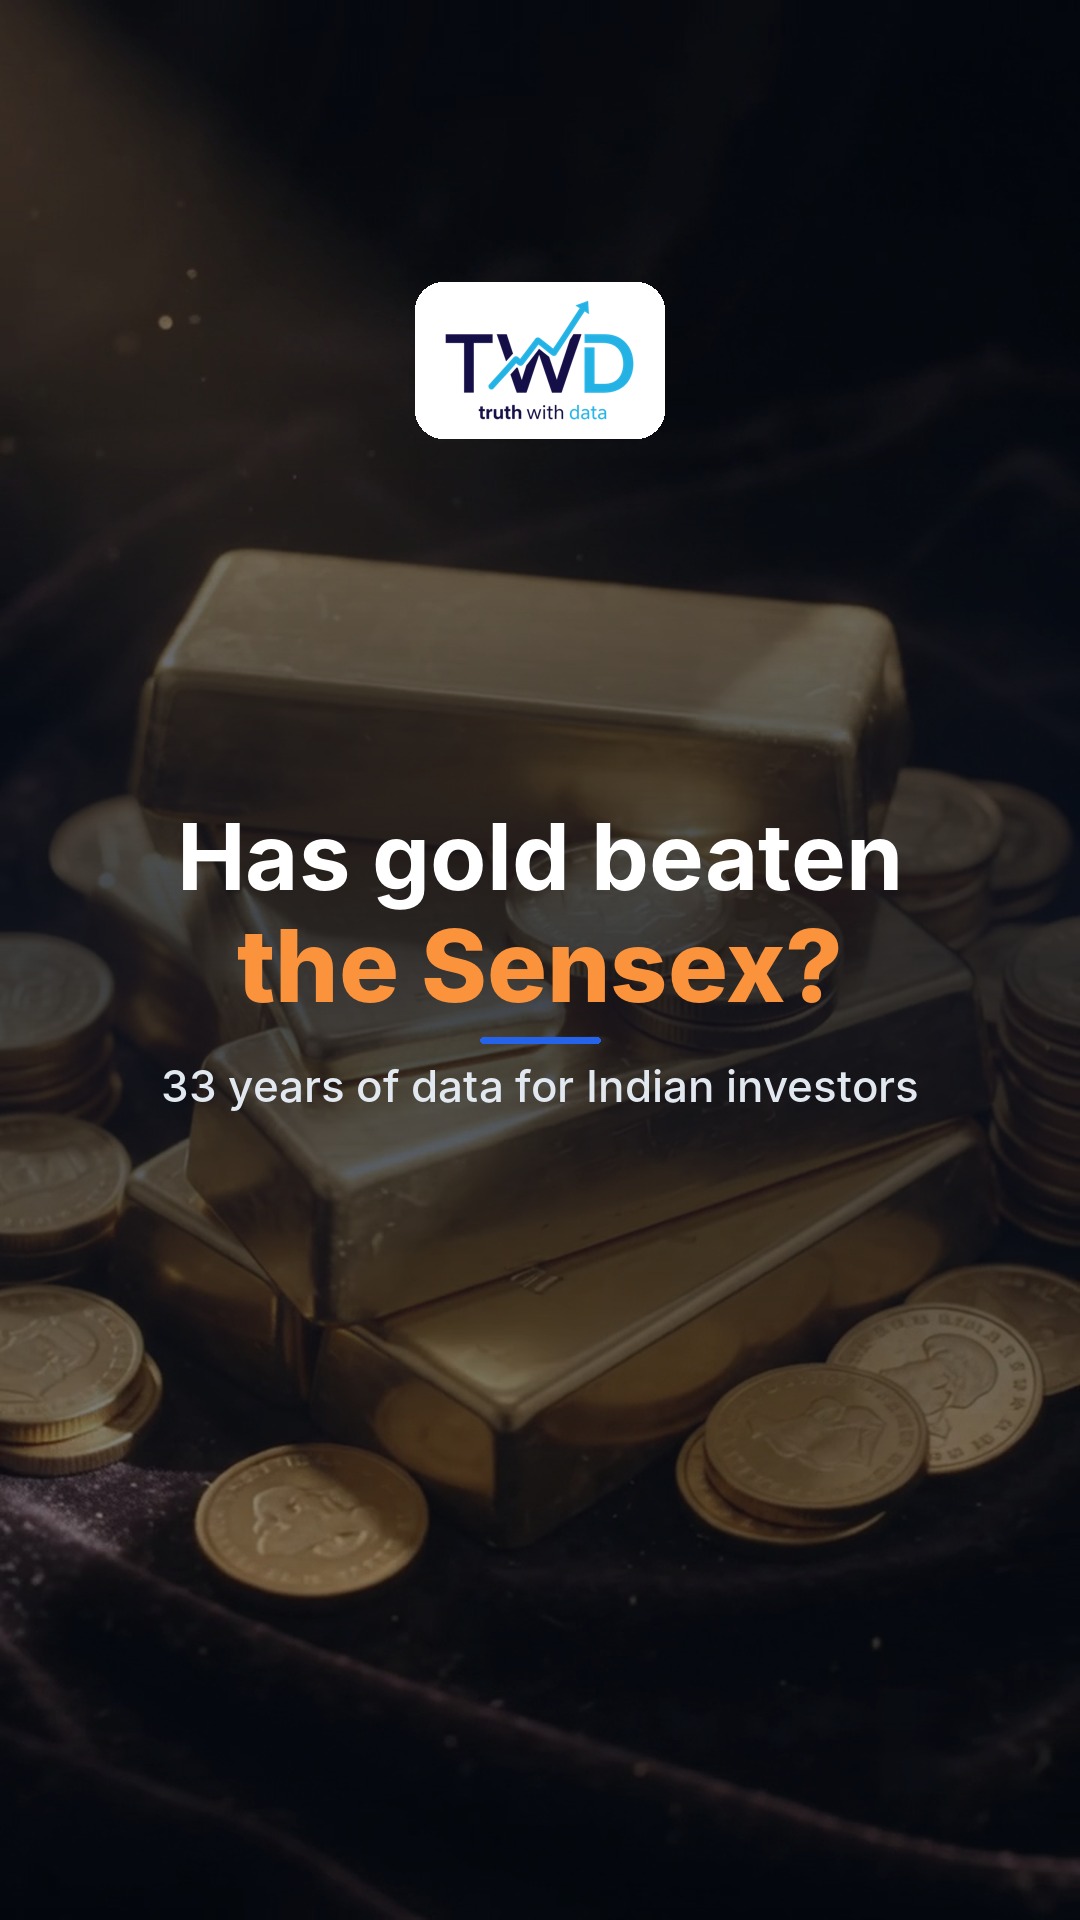 TWD
truth with data
Has gold beaten
the Sensex?
33 years of data for Indian investors